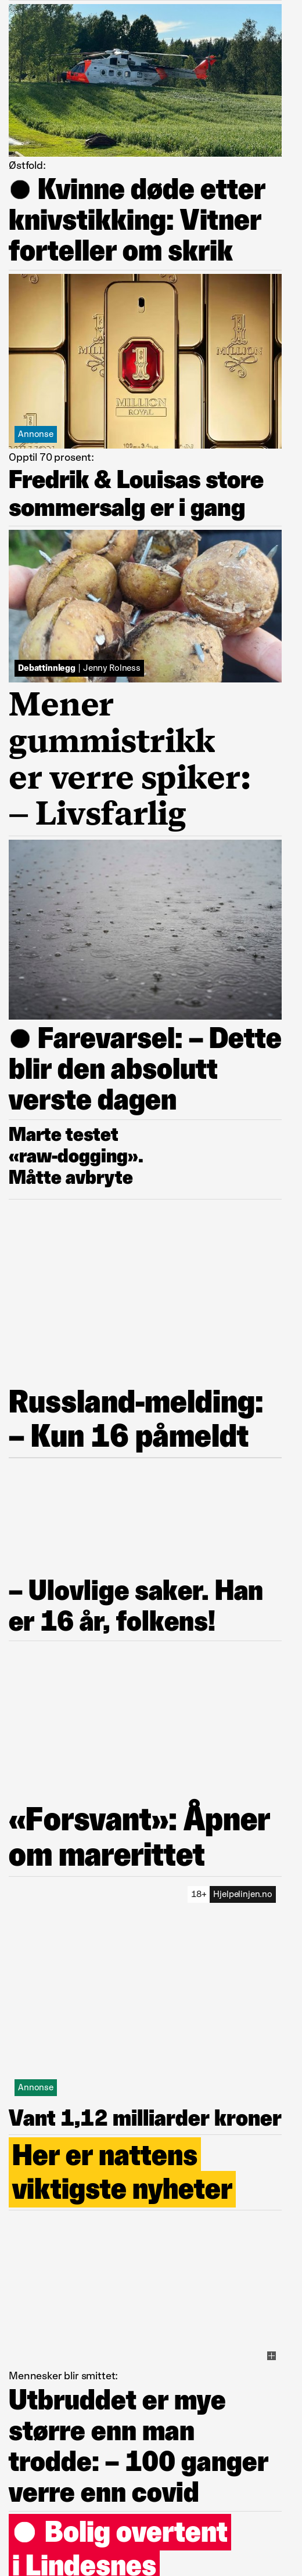 Østfold:
● Kvinne døde etter
knivstikking: Vitner
forteller om skrik
1
MILLION
ROYAL
Annonse
Opptil 70 prosent:
Fredrik & Louisas store
sommersalg er i gang
Debattinnlegg | Jenny Rolness
Mener
gummistrikk
er verre spiker:
– Livsfarlig
● Farevarsel: – Dette
blir den absolutt
verste dagen
Marte testet
«raw-dogging».
Måtte avbryte
Russland-melding:
– Kun 16 påmeldt
– Ulovlige saker. Han
er 16 år, folkens!
«Forsvant»: Åpner
om marerittet
18+ Hjelpelinjen.no
Annonse
Vant 1,12 milliarder kroner
Her er nattens
viktigste nyheter
Mennesker blir smittet:
Utbruddet er mye
større enn man
trodde: – 100 ganger
verre enn covid
● Bolig overtent
i Lindesnes